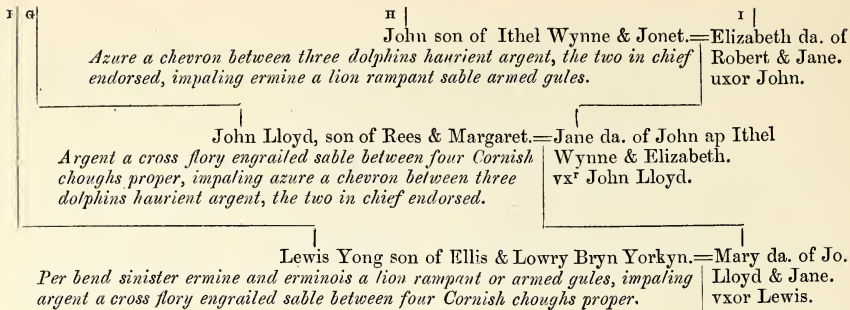 F G H I
John son of Ithel Wynne & Jonet.=Elizabeth da. of
Azure a chevron between three dolphins haurient argent, the two in chief
endorsed, impaling ermine a lion rampant sable armed gules.
Robert & Jane.
uxor John.
John Lloyd, son of Rees & Margaret.=Jane da. of John ap Ithel
Argent a cross flory engrailed sable between four Cornish
choughs proper, impaling azure a chevron between three
dolphins haurient argent, the two in chief endorsed.
Wynne & Elizabeth.
vxʳ John Lloyd.
Lewis Yong son of Ellis & Lowry Bryn Yorkyn.=Mary da. of Jo.
Per bend sinister ermine and erminois a lion rampant or armed gules, impaling
argent a cross flory engrailed sable between four Cornish choughs proper.
Lloyd & Jane.
vxor Lewis.